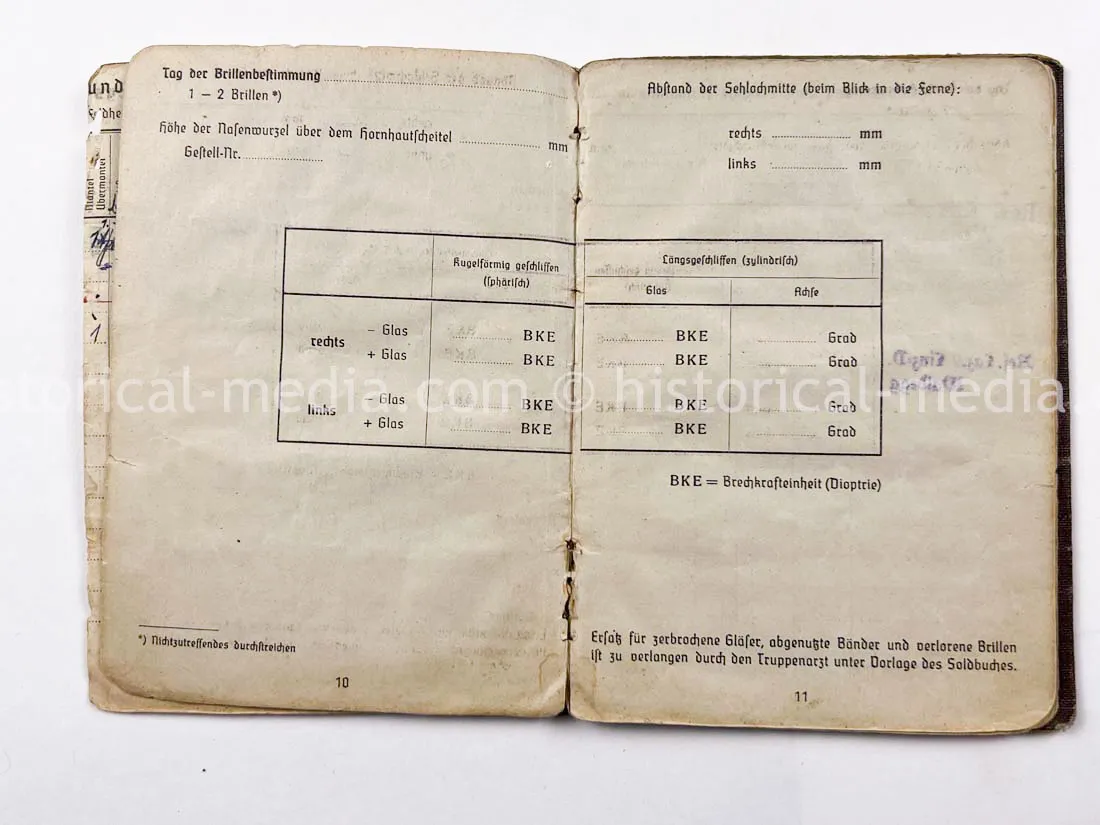 und
Tag der Brillenbestimmung
1 – 2 Brillen *)
Höhe der Nasenwurzel über dem Hornhautscheitel mm
Gestell-Nr.
Abstand der Sehlochmitte (beim Blick in die Ferne):
rechts mm
links mm
Mantel
Übermantel
Kugelförmig geschliffen
(sphärisch)
Längsgeschliffen (zylindrisch)
Glas Achse
rechts – Glas BKE BKE Grad
+ Glas BKE BKE Grad
links – Glas BKE BKE Grad
+ Glas BKE BKE Grad
historical-media.com © historical-media
BKE = Brechkrafteinheit (Dioptrie)
*) Nichtzutreffendes durchstreichen
10
Ersatz für zerbrochene Gläser, abgenutzte Bänder und verlorene Brillen
ist zu verlangen durch den Truppenarzt unter Vorlage des Soldbuches.
11